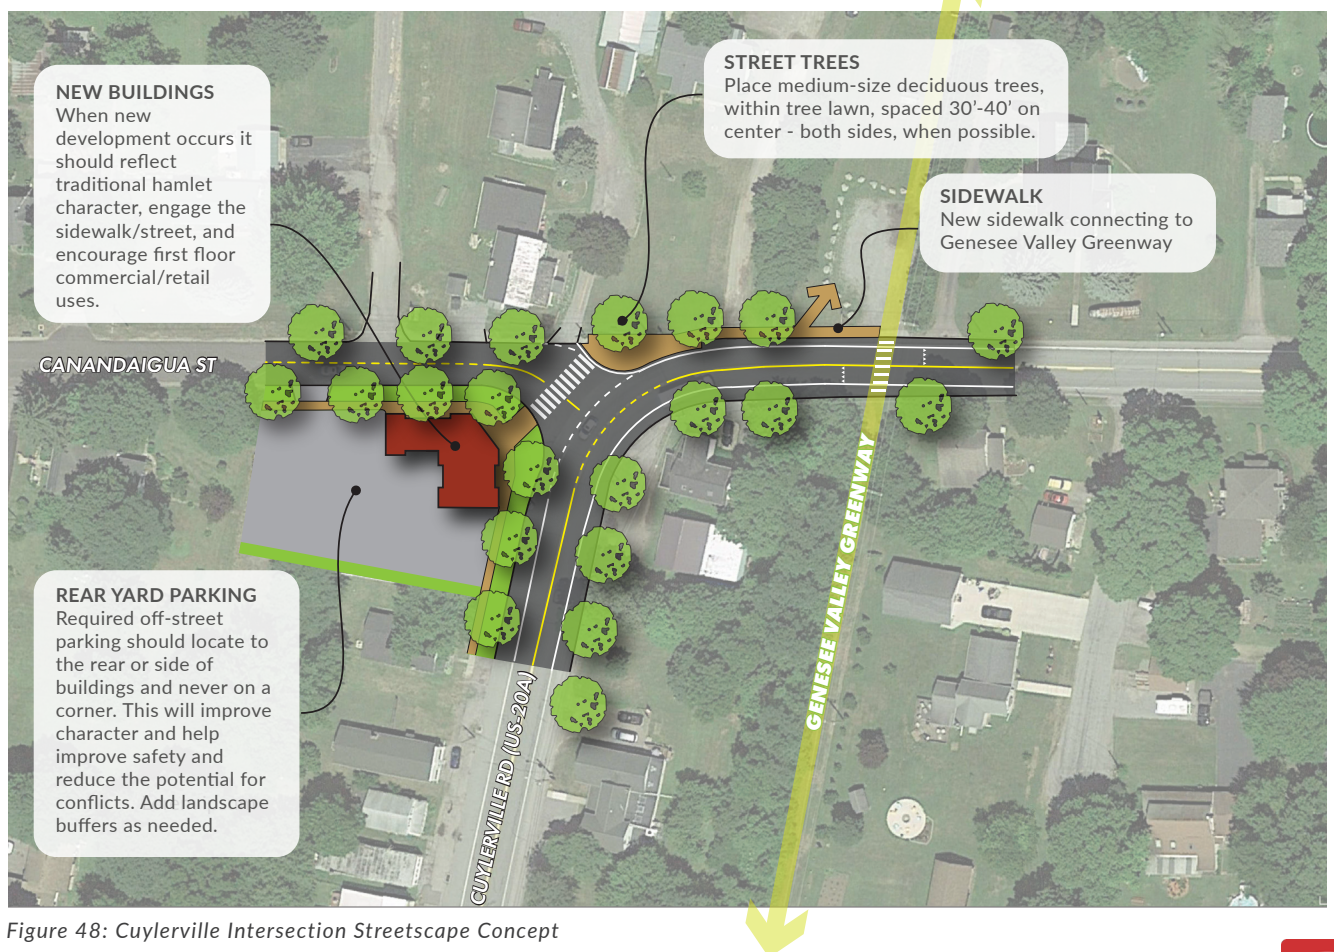 NEW BUILDINGS
When new
development occurs it
should reflect
traditional hamlet
character, engage the
sidewalk/street, and
encourage first floor
commercial/retail
uses.
STREET TREES
Place medium-size deciduous trees,
within tree lawn, spaced 30’-40’ on
center - both sides, when possible.
SIDEWALK
New sidewalk connecting to
Genesee Valley Greenway
CANANDAIGUA ST
GENESEE VALLEY GREENWAY
REAR YARD PARKING
Required off-street
parking should locate to
the rear or side of
buildings and never on a
corner. This will improve
character and help
improve safety and
reduce the potential for
conflicts. Add landscape
buffers as needed.
CUYLERVILLE RD (US-20A)
Figure 48: Cuylerville Intersection Streetscape Concept